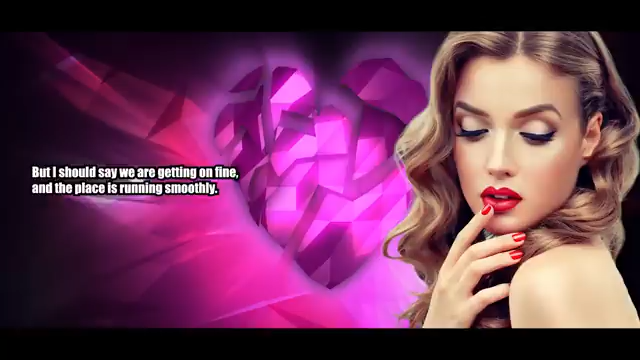 But I should say we are getting on fine,
and the place is running smoothly.